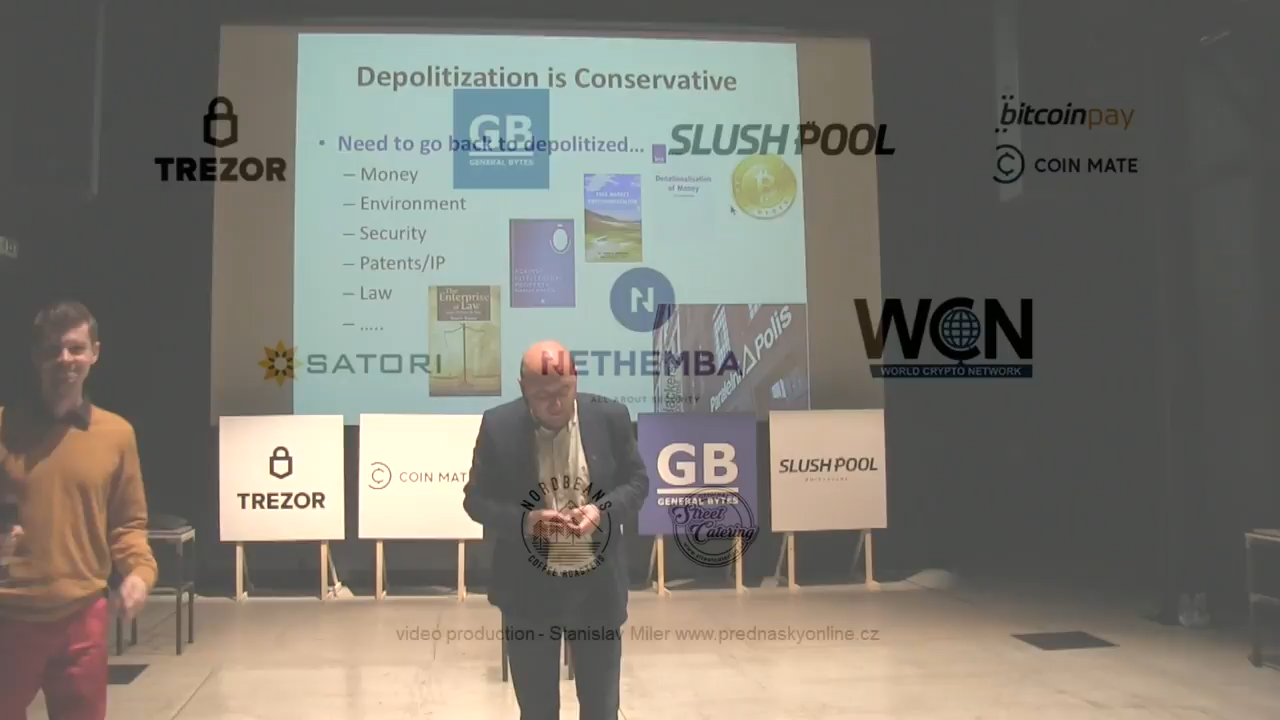 Depolitization is Conservative
• Need to go back to depolitized...
– Money
– Environment
– Security
– Patents/IP
– Law
– .....
Denationalisation
of Money
The
Enterprise
of Law
Paralelní Polis
TREZOR
GB
GENERAL BYTES
SLUSH POOL
bitcoinpay
COIN MATE
SATORI
NETHEMBA
ALL ABOUT SECURITY
WCN
WORLD CRYPTO NETWORK
TREZOR
COIN MAT
GB
GENERAL BYTES
SLUSH POOL
NORDBEANS
COFFEE ROASTERS
Street
Catering
video production - Stanislav Miler www.prednaskyonline.cz